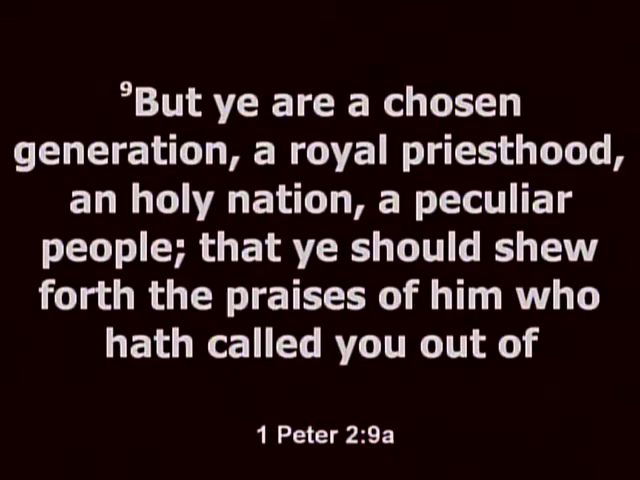 ⁹But ye are a chosen
generation, a royal priesthood,
an holy nation, a peculiar
people; that ye should shew
forth the praises of him who
hath called you out of
1 Peter 2:9a